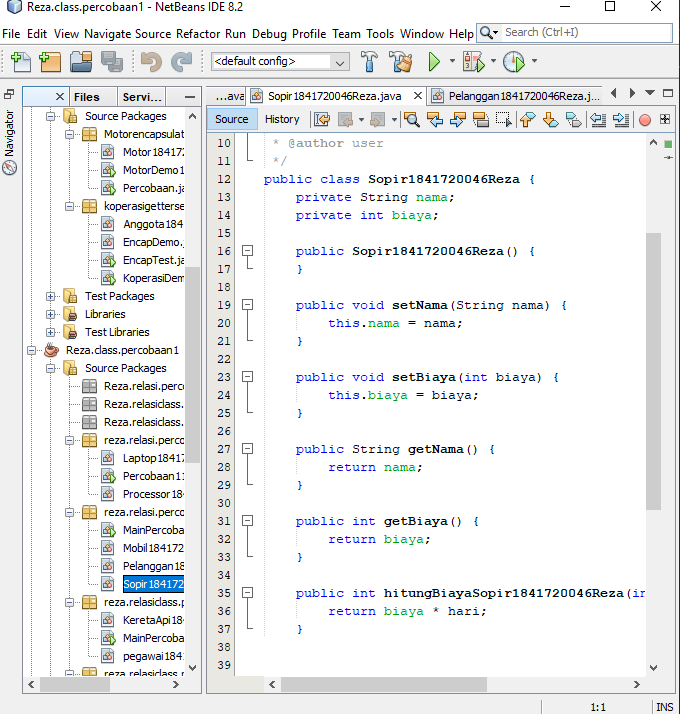 Reza.class.percobaan1 - NetBeans IDE 8.2
File Edit View Navigate Source Refactor Run Debug Profile Team Tools Window Help
Search (Ctrl+I)
<default config>
Files Servi...
...ava Sopir1841720046Reza.java Pelanggan1841720046Reza.j...
Source History
Navigator
Source Packages
Motorencapsulat
Motor18417
MotorDemo1
Percobaan.ja
koperasigetterse
Anggota184
EncapDemo.j
EncapTest.ja
KoperasiDem
Test Packages
Libraries
Test Libraries
Reza.class.percobaan1
Source Packages
Reza.relasi.perco
Reza.relasiclass.
Reza.relasiclass.
reza.relasi.perco
Laptop18417
Percobaan11
Processor184
reza.relasi.perco
MainPercoba
Mobil184172
Pelanggan18
Sopir184172
reza.relasiclass.p
KeretaApi184
MainPercoba
pegawai1841
reza.relasiclass.p
10 * @author user
11 */
12 public class Sopir1841720046Reza {
13 private String nama;
14 private int biaya;
15
16 public Sopir1841720046Reza() {
17 }
18
19 public void setNama(String nama) {
20 this.nama = nama;
21 }
22
23 public void setBiaya(int biaya) {
24 this.biaya = biaya;
25 }
26
27 public String getNama() {
28 return nama;
29 }
30
31 public int getBiaya() {
32 return biaya;
33 }
34
35 public int hitungBiayaSopir1841720046Reza(in
36 return biaya * hari;
37 }
38
39
1:1 INS